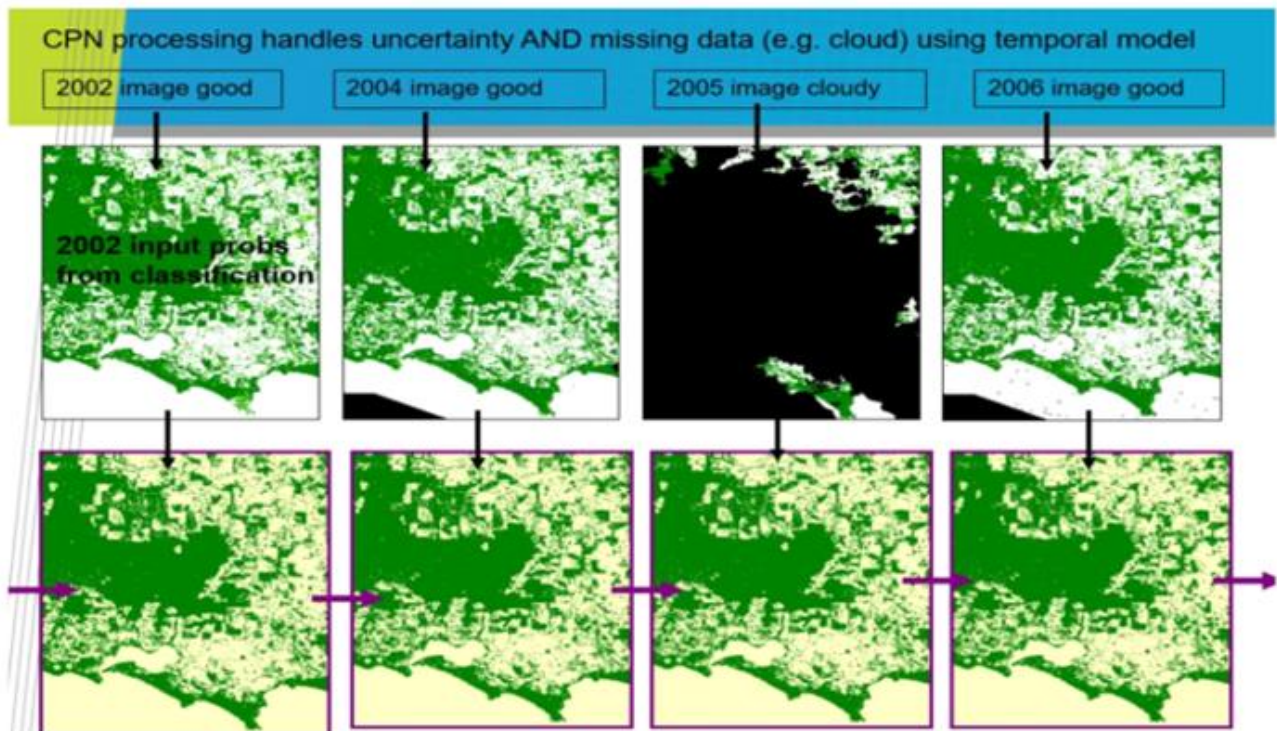 CPN processing handles uncertainty AND missing data (e.g. cloud) using temporal model
2002 image good
2004 image good
2005 image cloudy
2006 image good
2002 input probs
from classification